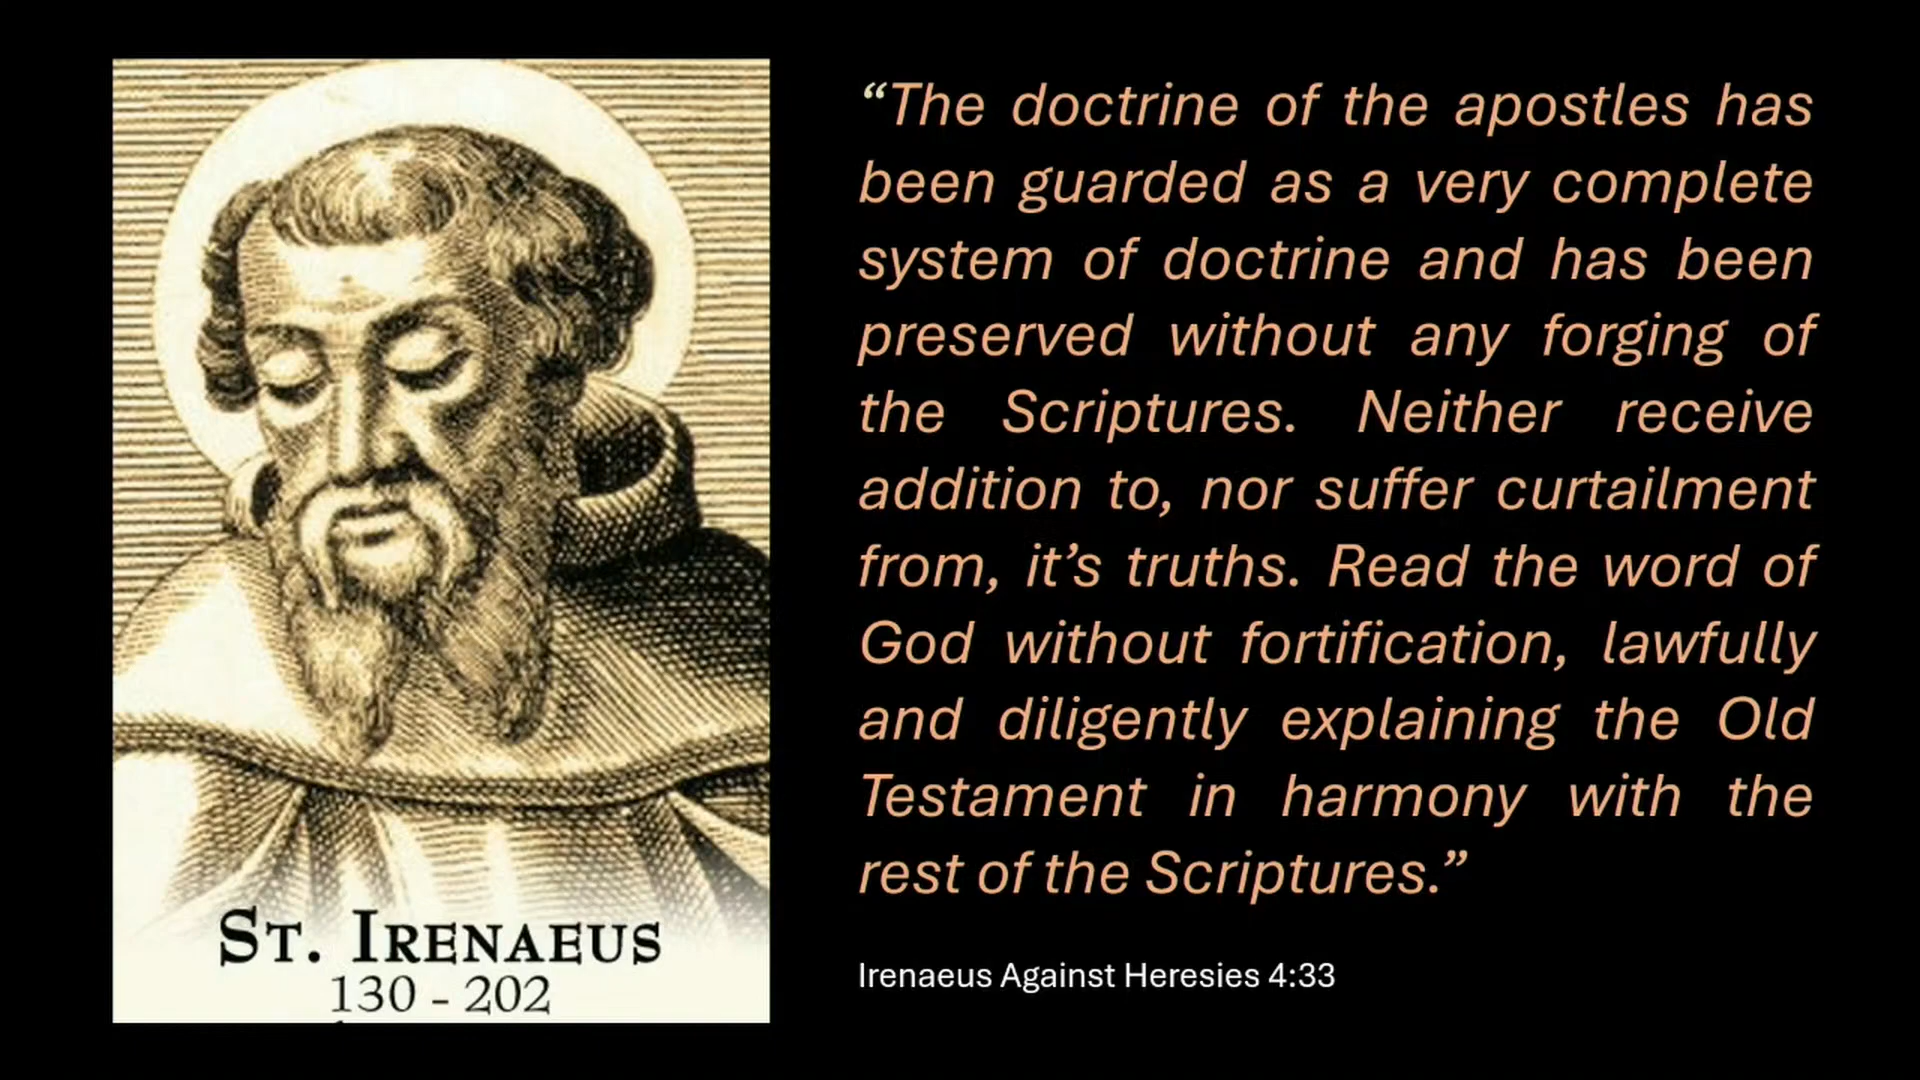 “The doctrine of the apostles has
been guarded as a very complete
system of doctrine and has been
preserved without any forging of
the Scriptures. Neither receive
addition to, nor suffer curtailment
from, it’s truths. Read the word of
God without fortification, lawfully
and diligently explaining the Old
Testament in harmony with the
rest of the Scriptures.”
Irenaeus Against Heresies 4:33
St. Irenaeus
130 - 202